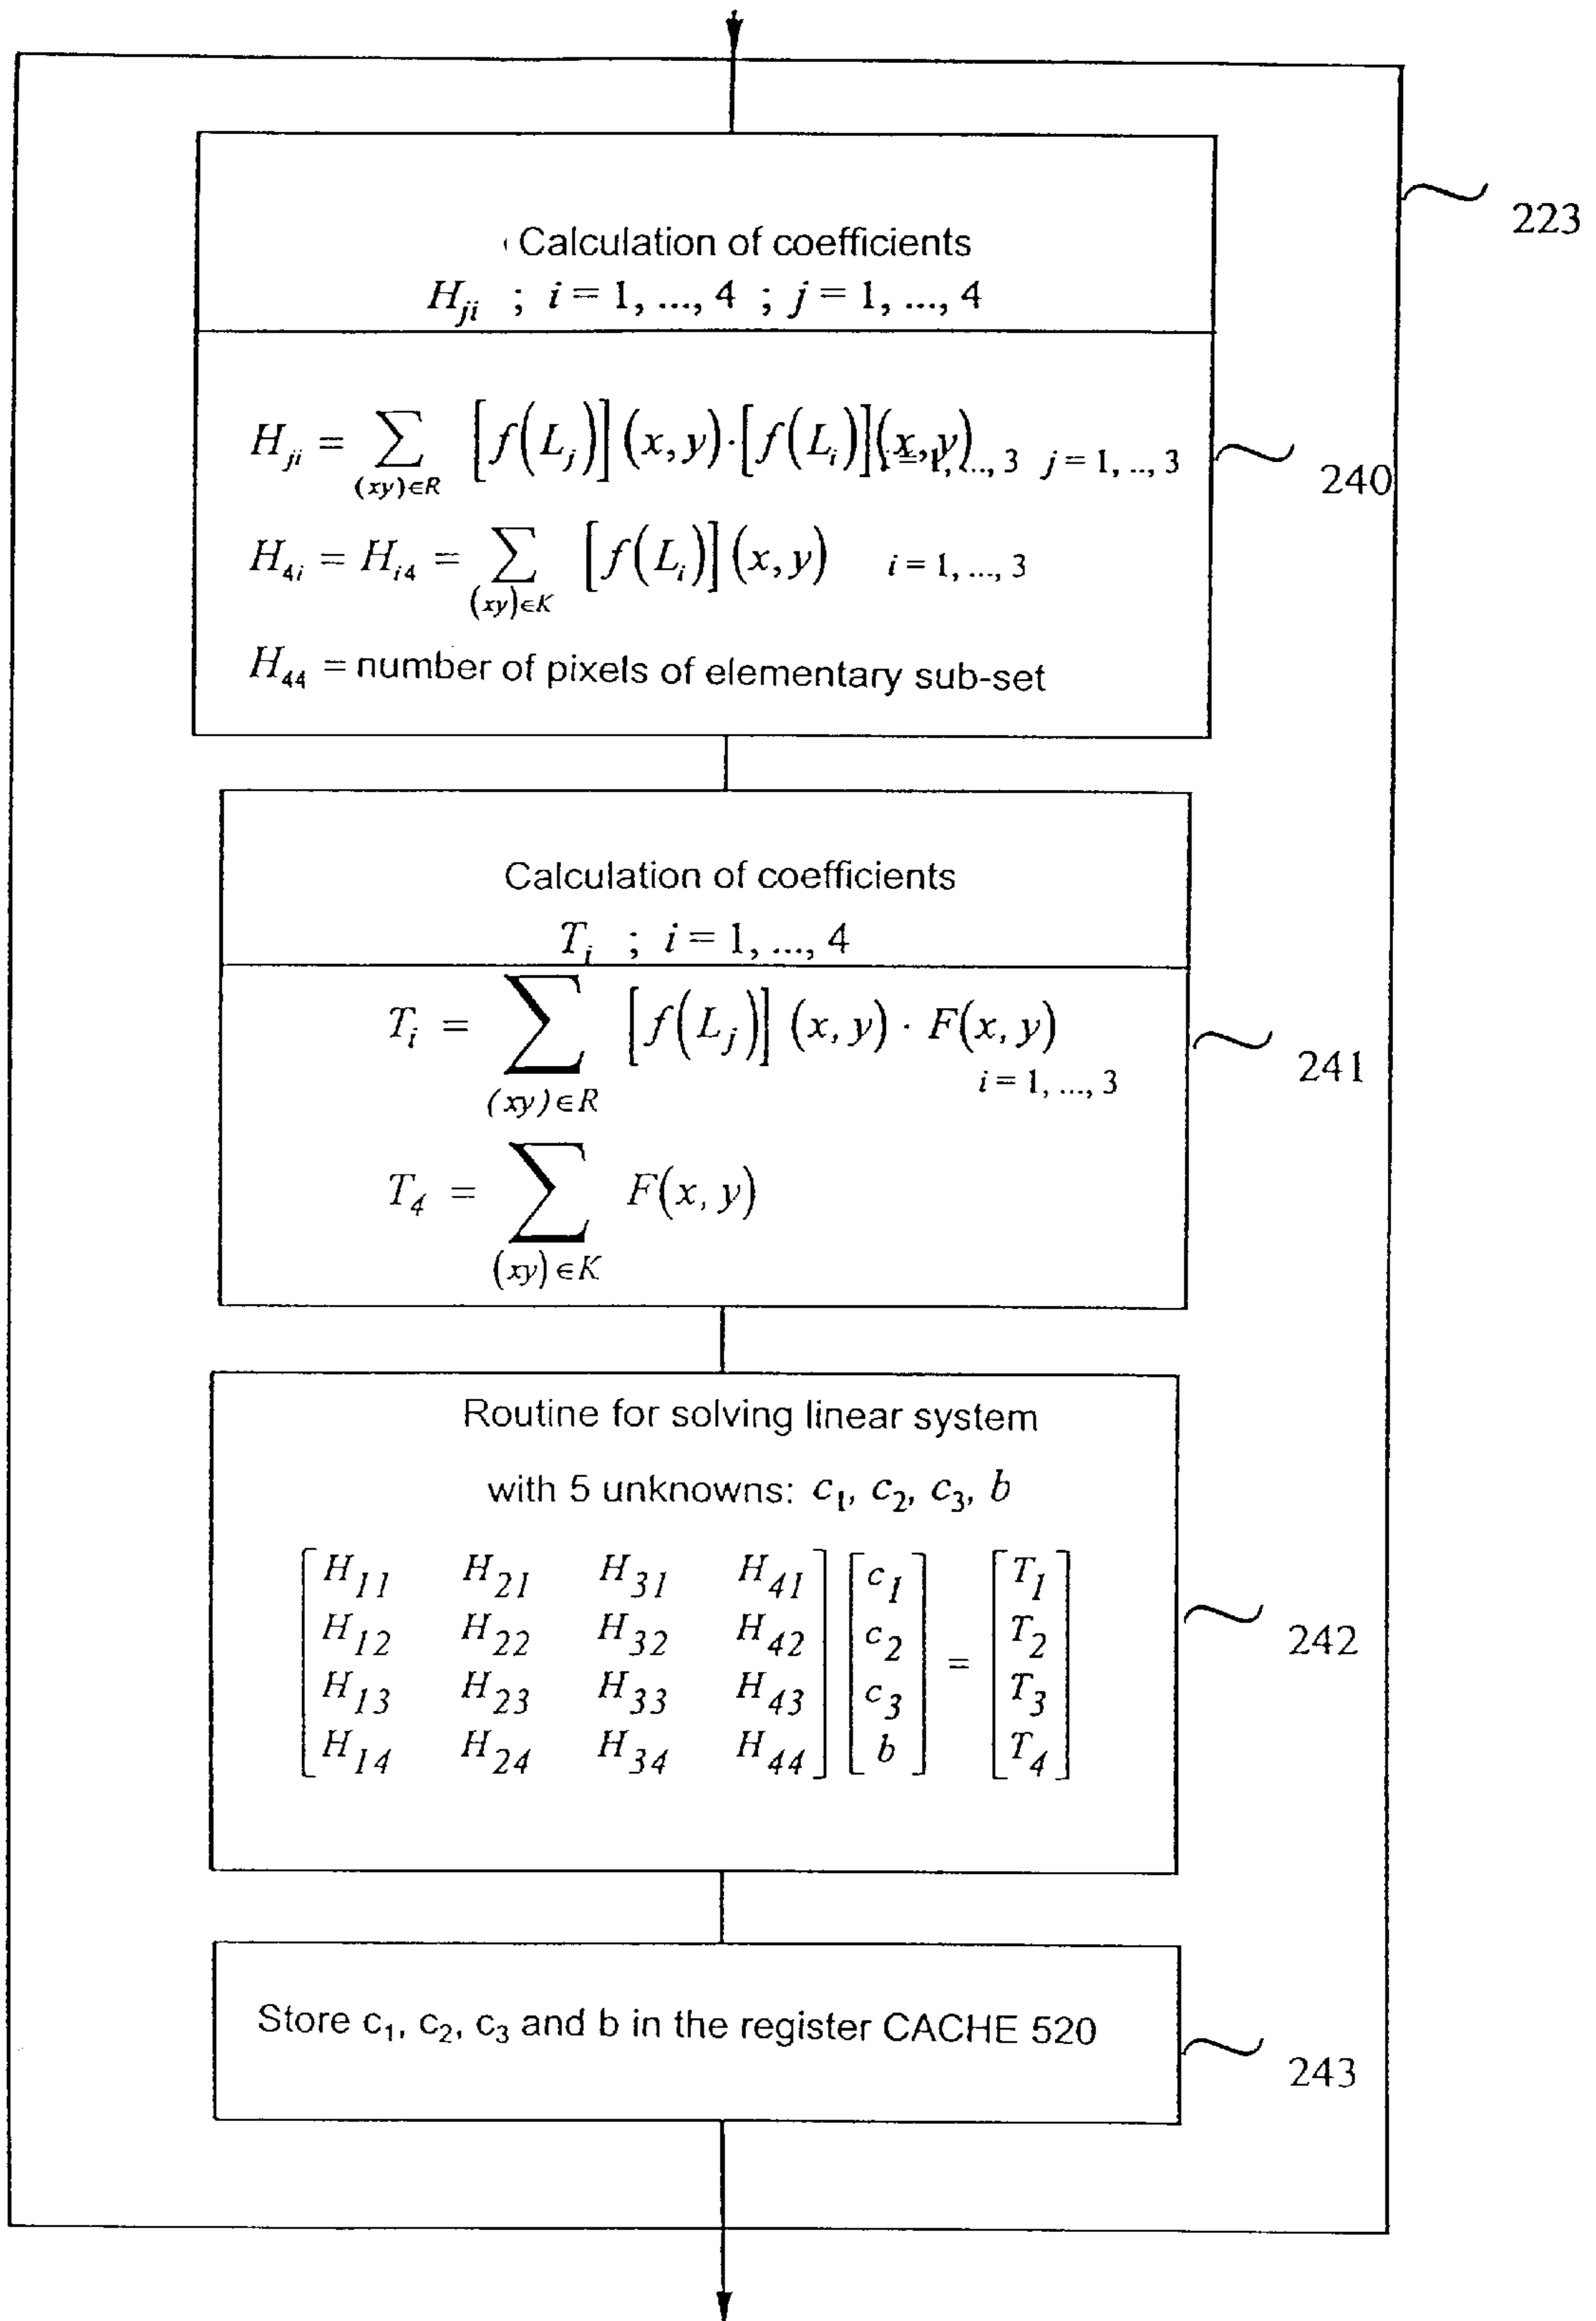 Calculation of coefficients
H_ji ; i = 1, ..., 4 ; j = 1, ..., 4
223
H_ji = ∑_(xy)∈R [f(L_j)](x,y)·[f(L_i)](x,y) i = 1, ..., 3 j = 1, .., 3
240
H_4i = H_i4 = ∑_(xy)∈K [f(L_i)](x,y) i = 1, ..., 3
H_44 = number of pixels of elementary sub-set
Calculation of coefficients
T_i ; i = 1, ..., 4
T_i = ∑_(xy)∈R [f(L_j)](x,y) · F(x,y)
i = 1, ..., 3
241
T_4 = ∑_(xy)∈K F(x,y)
Routine for solving linear system
with 5 unknowns: c_1, c_2, c_3, b
H_11 H_21 H_31 H_41 c_1 T_1
H_12 H_22 H_32 H_42 c_2 = T_2
H_13 H_23 H_33 H_43 c_3 T_3
H_14 H_24 H_34 H_44 b T_4
242
Store c_1, c_2, c_3 and b in the register CACHE 520
243